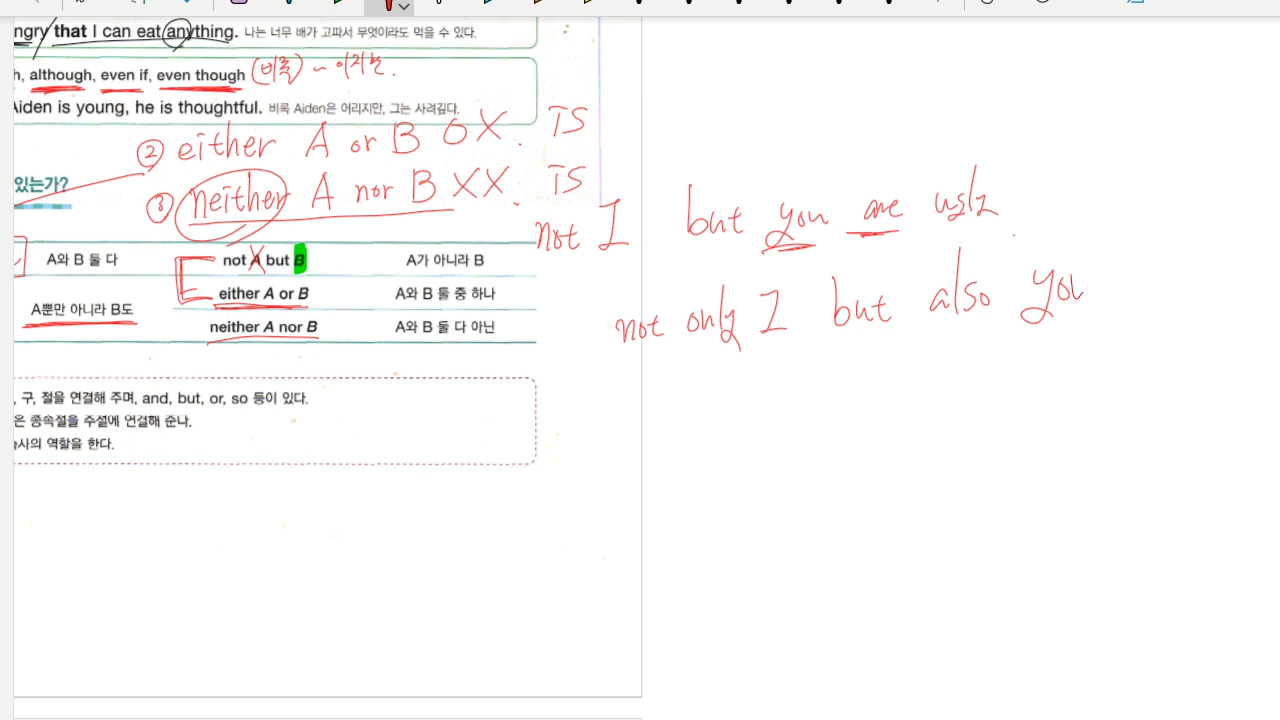 ngry that I can eat anything. 나는 너무 배가 고파서 무엇이라도 먹을 수 있다.
h, although, even if, even though (비록) ~ 이지만.
Aiden is young, he is thoughtful. 비록 Aiden은 어리지만, 그는 사려깊다.
② either A or B O X. IS
있는가?
③ neither A nor B XX. IS
not I but you are ugly.
A와 B 둘 다 not A but B A가 아니라 B
either A or B A와 B 둘 중 하나
A뿐만 아니라 B도
neither A nor B A와 B 둘 다 아닌
not only I but also you
, 구, 절을 연결해 주며, and, but, or, so 등이 있다.
은 종속절을 주절에 연결해 준다.
속사의 역할을 한다.